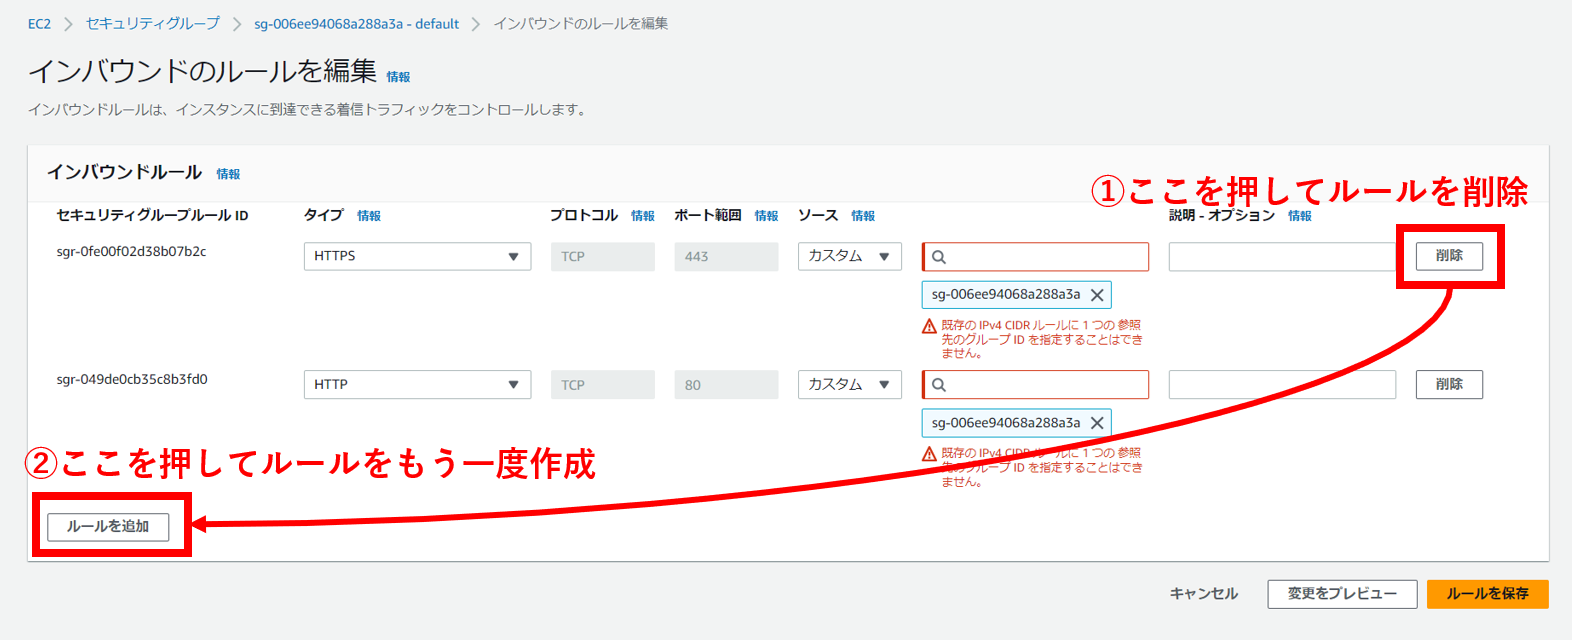 EC2 > セキュリティグループ > sg-006ee94068a288a3a - default > インバウンドのルールを編集
インバウンドのルールを編集 情報
インバウンドルールは、インスタンスに到達できる着信トラフィックをコントロールします。
インバウンドルール 情報
①ここを押してルールを削除
セキュリティグループルール ID タイプ 情報 プロトコル 情報 ポート範囲 情報 ソース 情報 説明 - オプション 情報
sgr-0fe00f02d38b07b2c HTTPS TCP 443 カスタム 削除
sg-006ee94068a288a3a
既存の IPv4 CIDR ルールに 1 つの 参照
先のグループ ID を指定することはでき
ません。
sgr-049de0cb35c8b3fd0 HTTP TCP 80 カスタム 削除
sg-006ee94068a288a3a
既存の IPv4 CIDR ルールに 1 つの 参照
先のグループ ID を指定することはでき
ません。
②ここを押してルールをもう一度作成
ルールを追加
キャンセル 変更をプレビュー ルールを保存